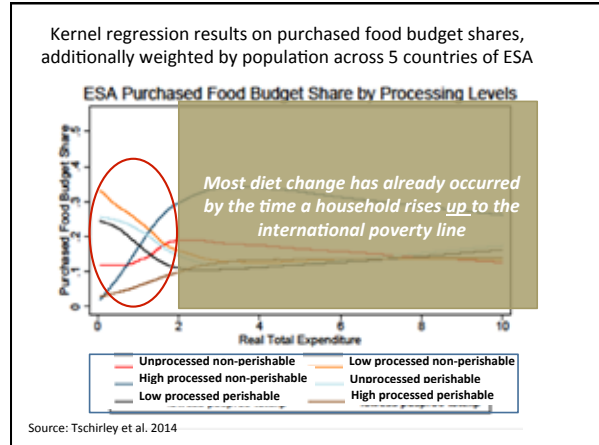 Kernel regression results on purchased food budget shares,
additionally weighted by population across 5 countries of ESA
ESA Purchased Food Budget Share by Processing Levels
Purchased Food Budget Share
.5
.4
.3
.2
.1
0
Most diet change has already occurred
by the time a household rises up to the
international poverty line
0 2 4 6 8 10
Real Total Expenditure
Unprocessed non-perishable Low processed non-perishable
High processed non-perishable Unprocessed perishable
Low processed perishable High processed perishable
Source: Tschirley et al. 2014